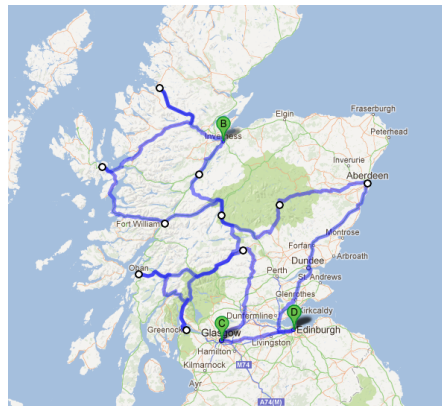 B
Elgin
Fraserburgh
Inverness
Peterhead
Inverurie
Aberdeen
Fort William
Montrose
Forfar
Arbroath
Dundee
Oban
Perth
St. Andrews
Glenrothes
Kirkcaldy
Dunfermline
C
D
Greenock
Glasgow
Edinburgh
Livingston
Hamilton
Kilmarnock
M74
Ayr
A74(M)